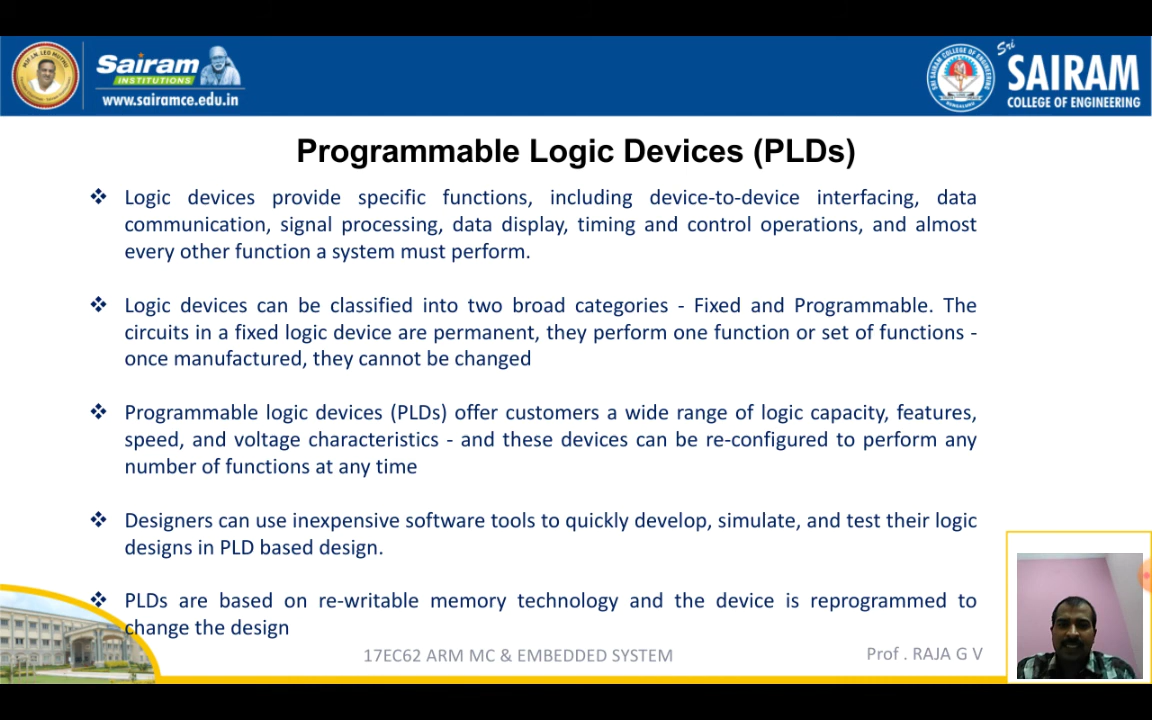 Sairam
INSTITUTIONS
www.sairamce.edu.in
Sri
SAIRAM
COLLEGE OF ENGINEERING
Programmable Logic Devices (PLDs)
❖ Logic devices provide specific functions, including device-to-device interfacing, data
communication, signal processing, data display, timing and control operations, and almost
every other function a system must perform.
❖ Logic devices can be classified into two broad categories - Fixed and Programmable. The
circuits in a fixed logic device are permanent, they perform one function or set of functions -
once manufactured, they cannot be changed
❖ Programmable logic devices (PLDs) offer customers a wide range of logic capacity, features,
speed, and voltage characteristics - and these devices can be re-configured to perform any
number of functions at any time
❖ Designers can use inexpensive software tools to quickly develop, simulate, and test their logic
designs in PLD based design.
❖ PLDs are based on re-writable memory technology and the device is reprogrammed to
change the design
17EC62 ARM MC & EMBEDDED SYSTEM
Prof . RAJA G V